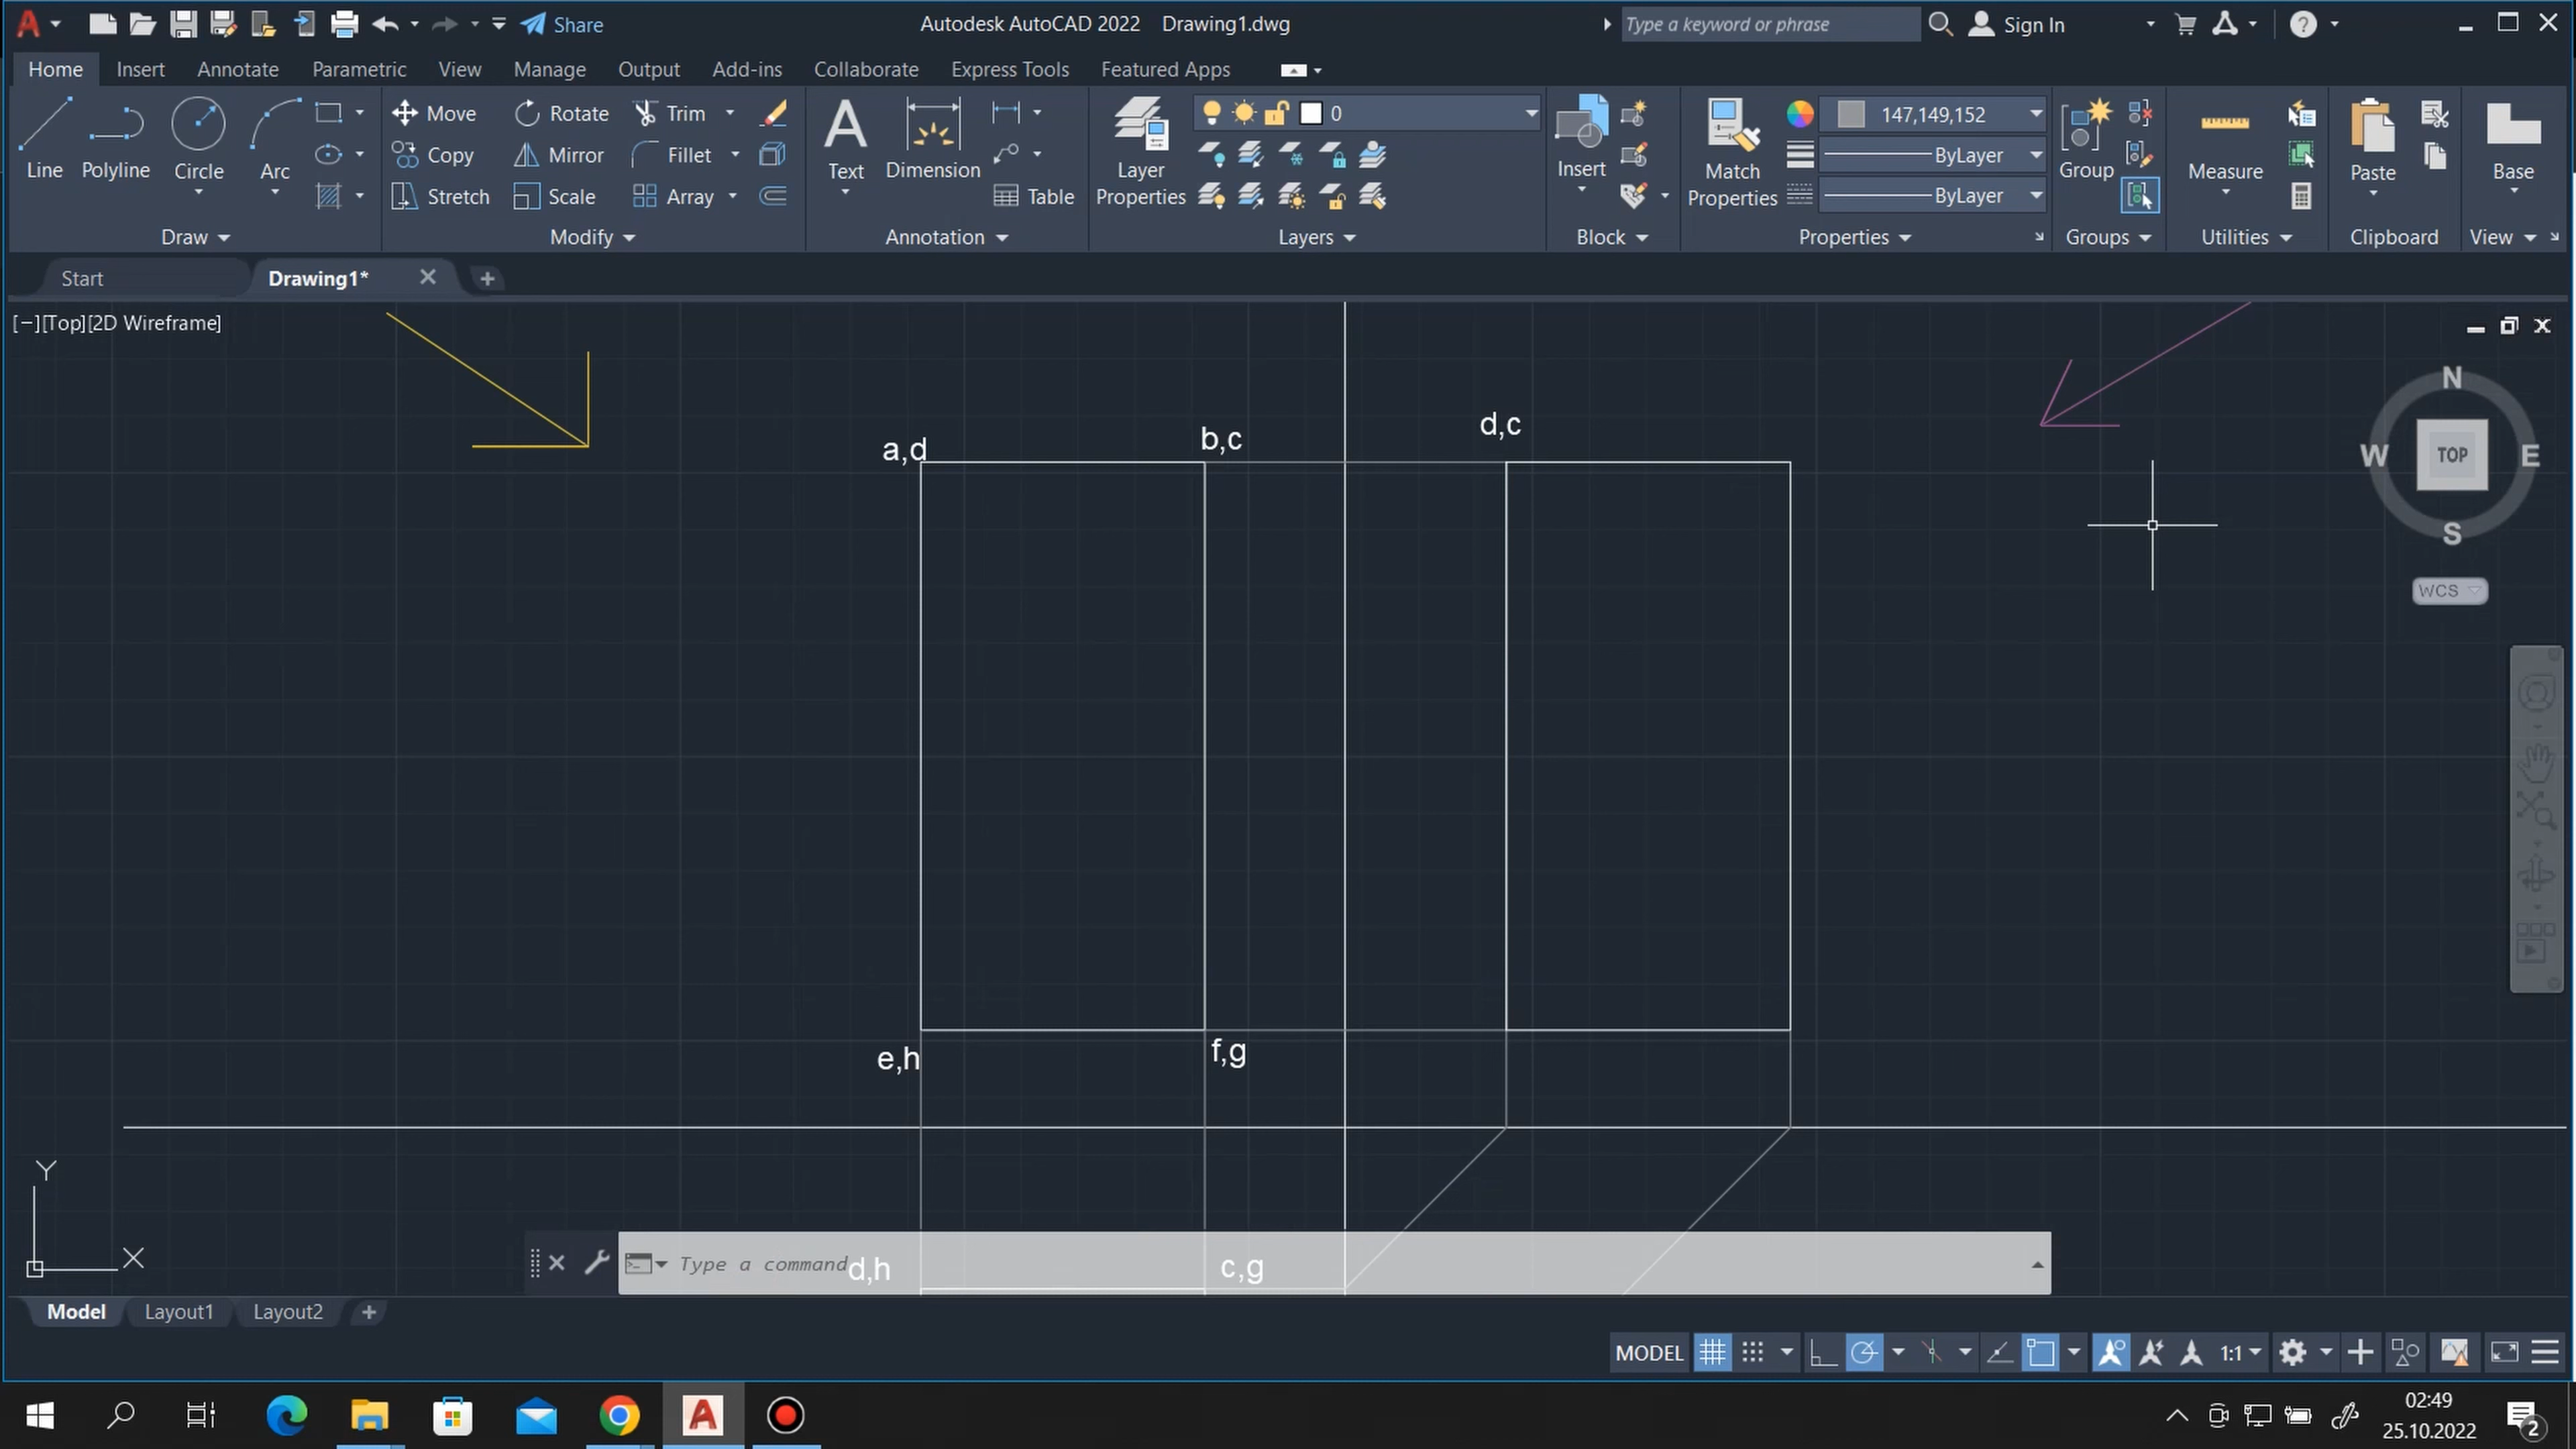 Share
Autodesk AutoCAD 2022 Drawing1.dwg
Type a keyword or phrase
Sign In
Home Insert Annotate Parametric View Manage Output Add-ins Collaborate Express Tools Featured Apps
Line Polyline Circle Arc
Draw
Move Rotate Trim
Copy Mirror Fillet
Stretch Scale Array
Modify
Text Dimension Table
Annotation
Layer Properties
0
Layers
Insert
Block
Match Properties
147,149,152
ByLayer
ByLayer
Properties
Group
Groups
Measure
Utilities
Paste
Clipboard
Base
View
Start Drawing1*
[−][Top][2D Wireframe]
N
W TOP E
S
WCS
a,d b,c d,c
e,h f,g
Y
X
Type a command
d,h c,g
Model Layout1 Layout2
MODEL 1:1
02:49
25.10.2022
2